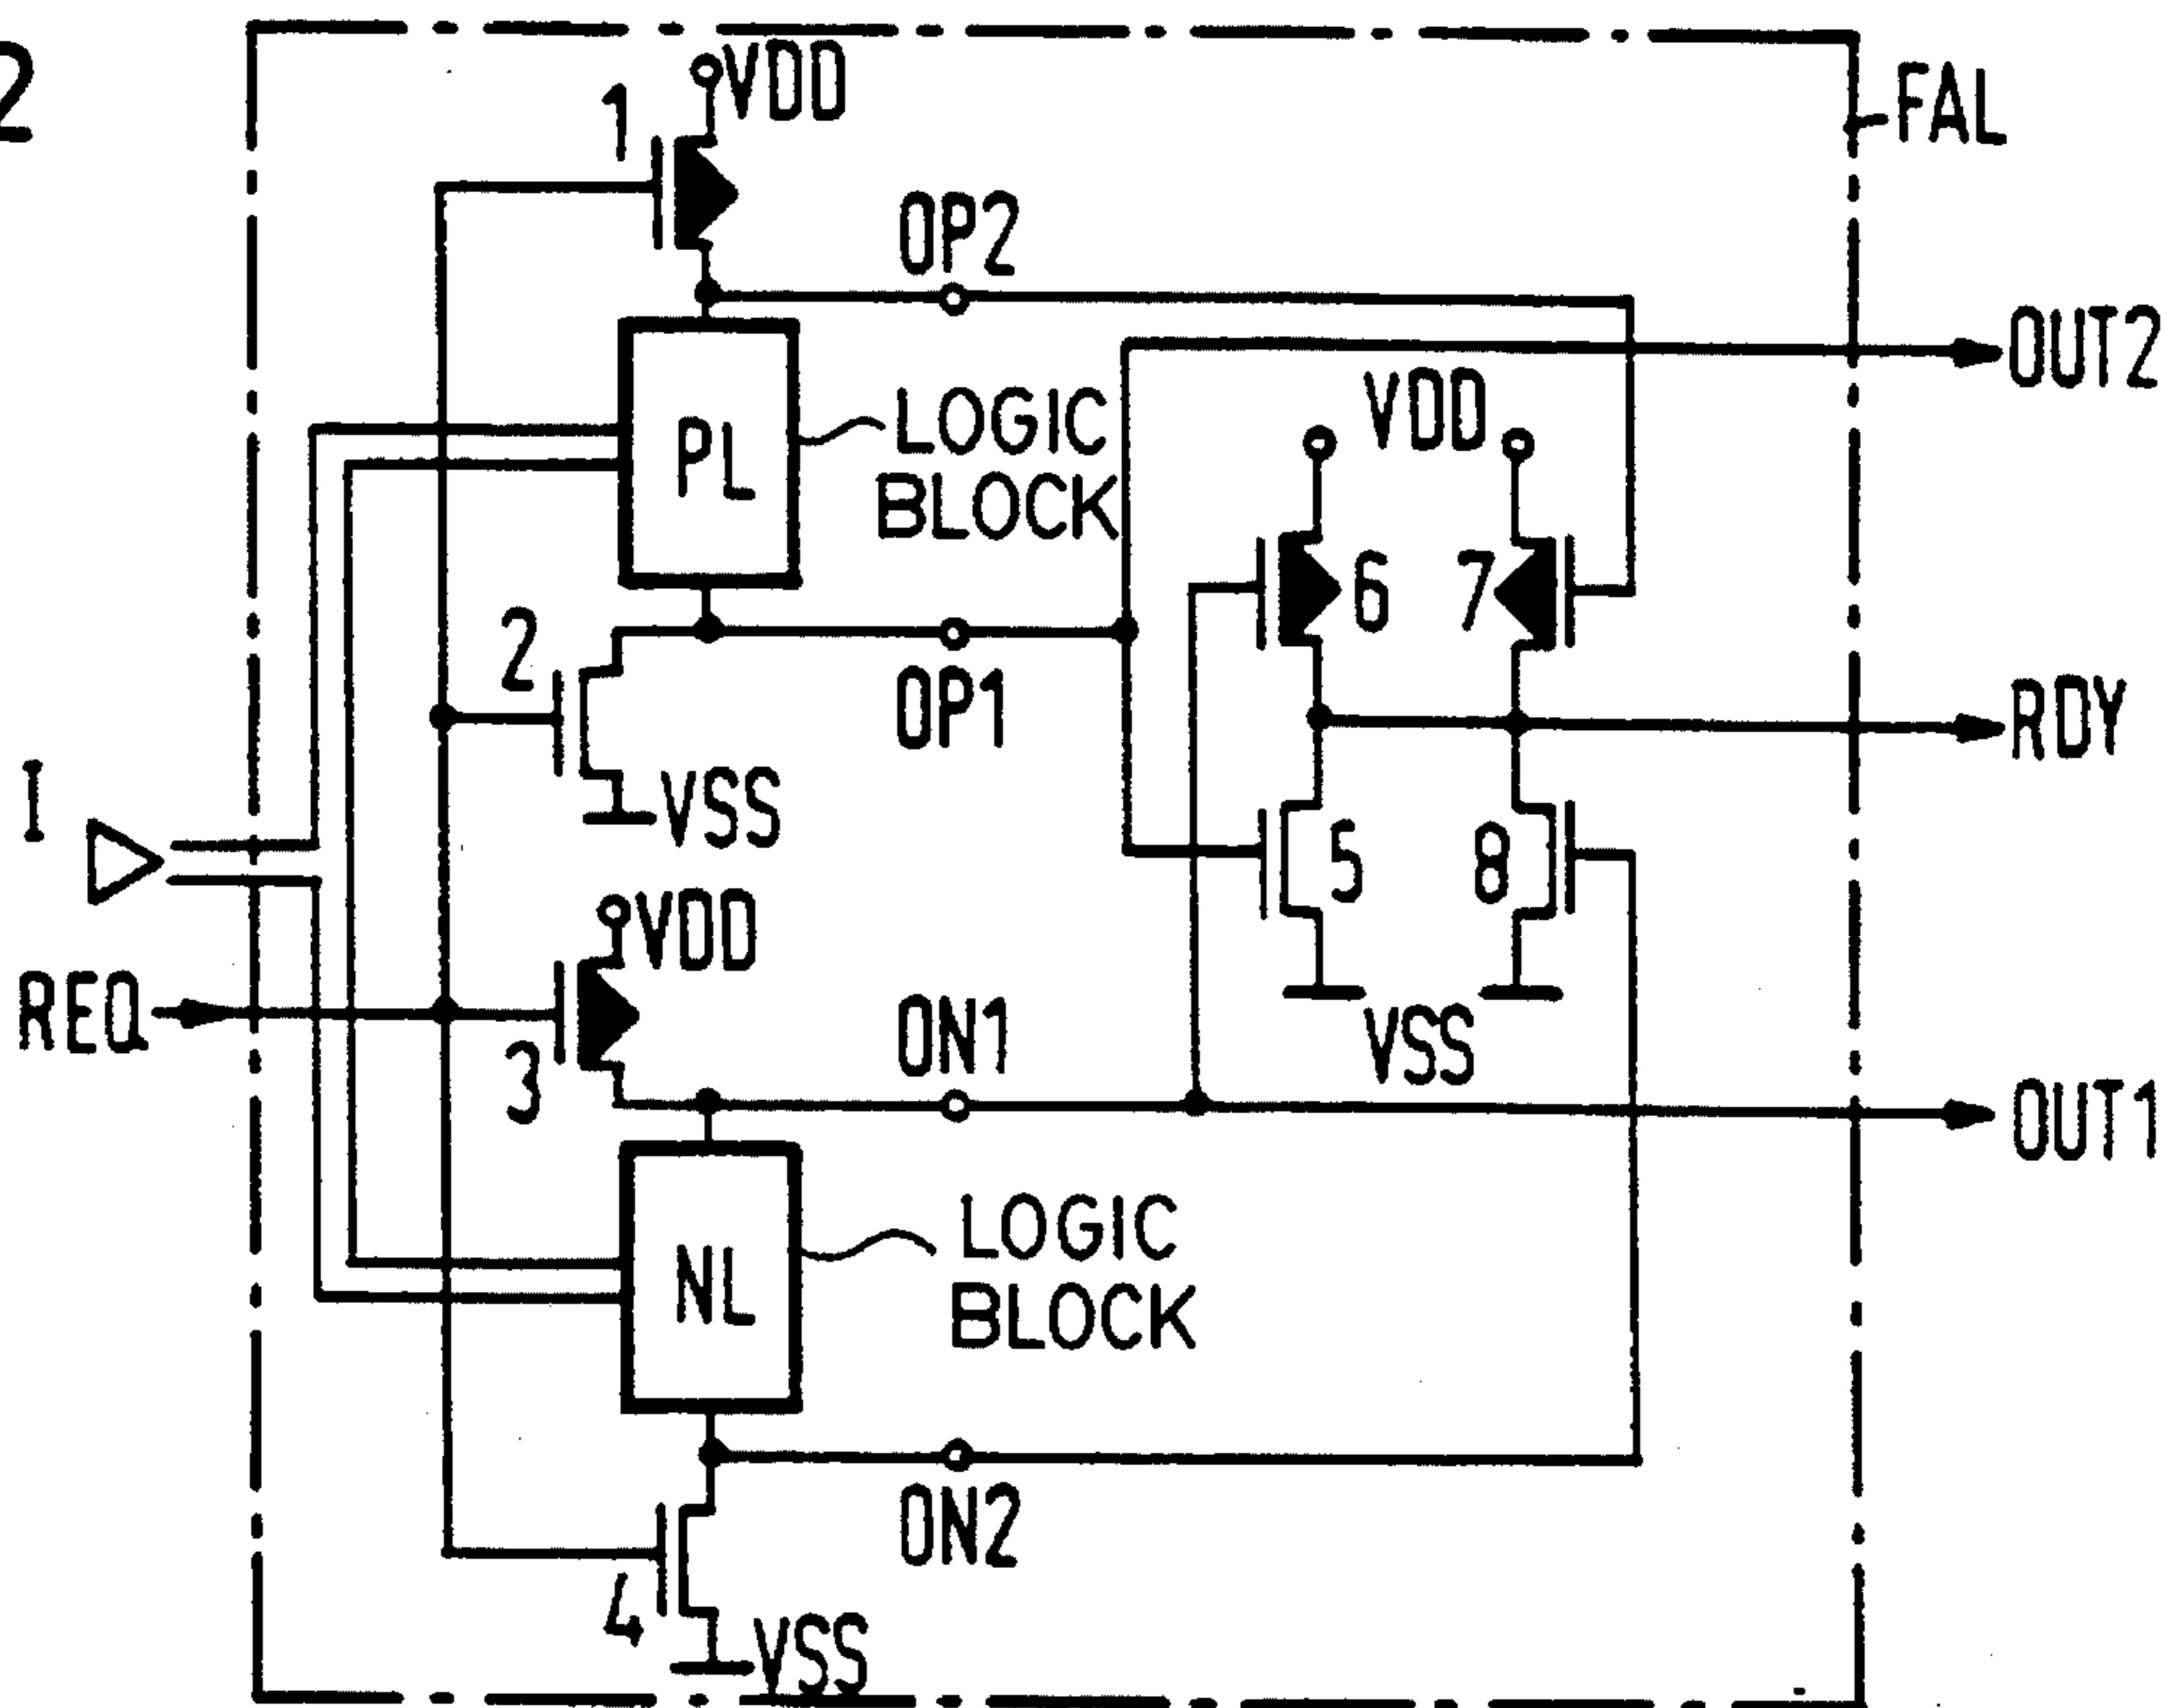 2
VDD
FAL
1
OP2
OUT2
VDD
LOGIC
BLOCK
PL
6
7
2
OP1
RDY
VSS
I
5
8
VDD
REQ
ON1
VSS
3
OUT1
LOGIC
BLOCK
NL
ON2
4
VSS